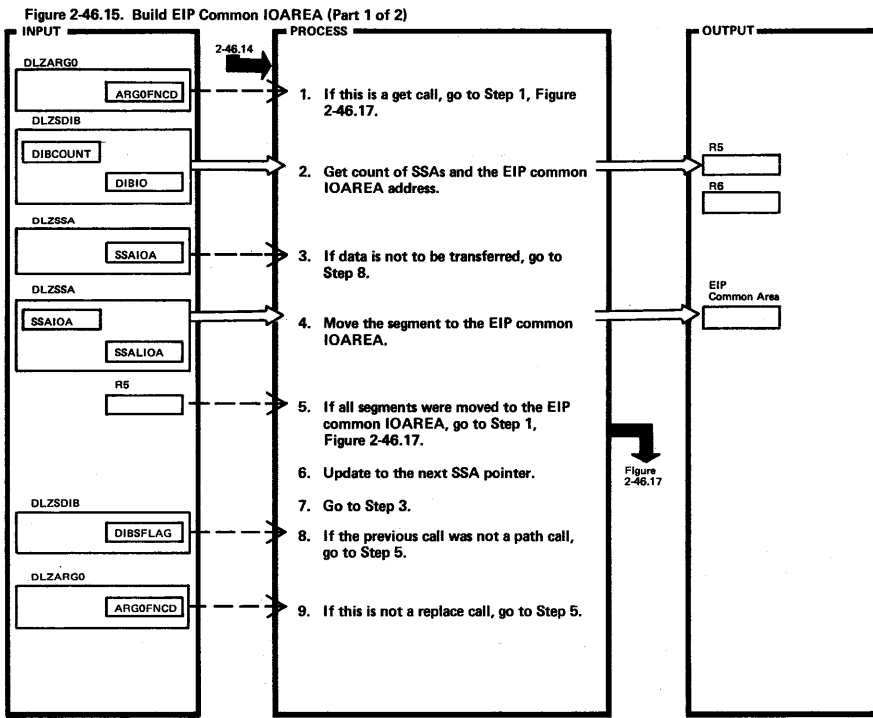 Figure 2-46.15. Build EIP Common IOAREA (Part 1 of 2)
INPUT
PROCESS
OUTPUT
2-46.14
DLZARG0
ARG0FNCD
1. If this is a get call, go to Step 1, Figure
2-46.17.
DLZSDIB
DIBCOUNT
DIBIO
2. Get count of SSAs and the EIP common
IOAREA address.
R5
R6
DLZSSA
SSAIOA
3. If data is not to be transferred, go to
Step 8.
DLZSSA
SSAIOA
SSALIOA
4. Move the segment to the EIP common
IOAREA.
EIP
Common Area
R5
5. If all segments were moved to the EIP
common IOAREA, go to Step 1,
Figure 2-46.17.
Figure
2-46.17
6. Update to the next SSA pointer.
7. Go to Step 3.
DLZSDIB
DIBSFLAG
8. If the previous call was not a path call,
go to Step 5.
DLZARG0
ARG0FNCD
9. If this is not a replace call, go to Step 5.